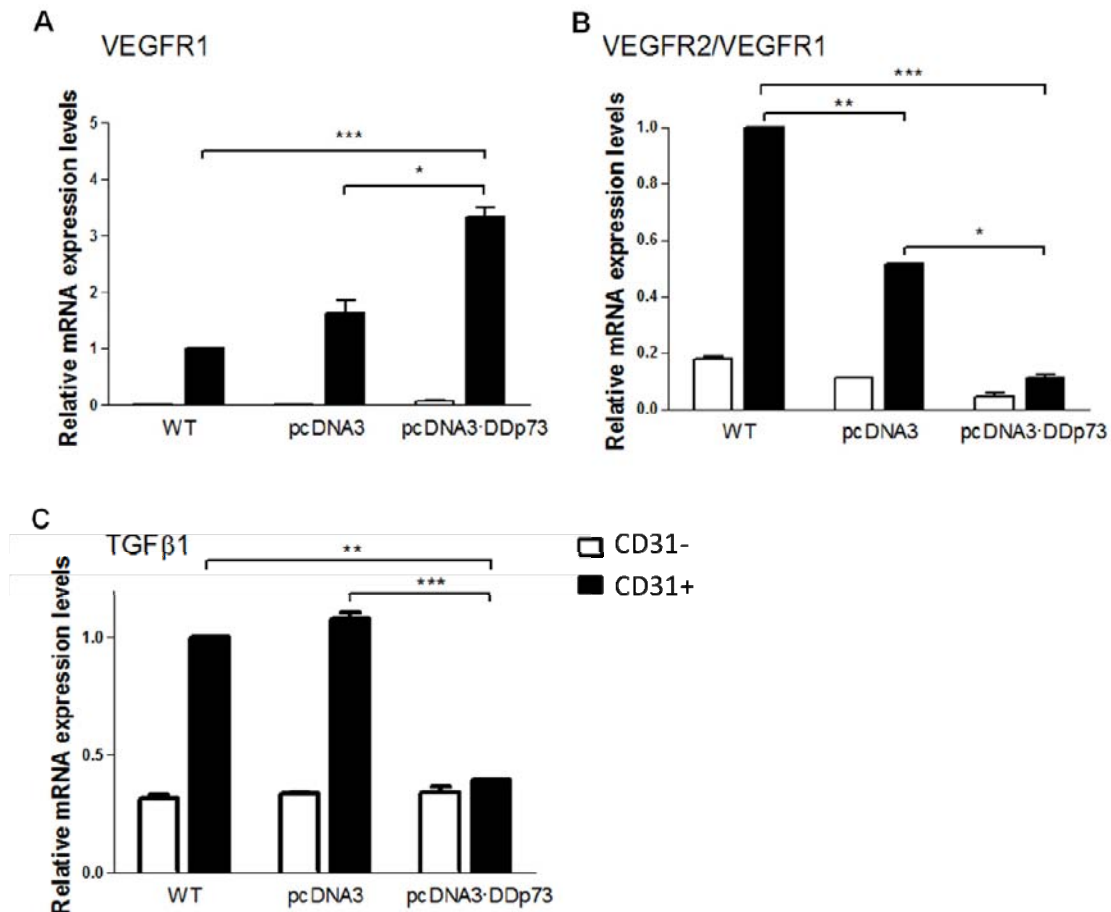 A
VEGFR1
Relative mRNA expression levels
5
4
3
2
1
0
***
*
WT
pcDNA3
pcDNA3·DDp73
B
VEGFR2/VEGFR1
Relative mRNA expression levels
1.0
0.8
0.6
0.4
0.2
0.0
***
**
*
WT
pcDNA3
pcDNA3·DDp73
C
TGFβ1
Relative mRNA expression levels
1.0
0.5
0.0
**
***
WT
pcDNA3
pcDNA3·DDp73
CD31-
CD31+